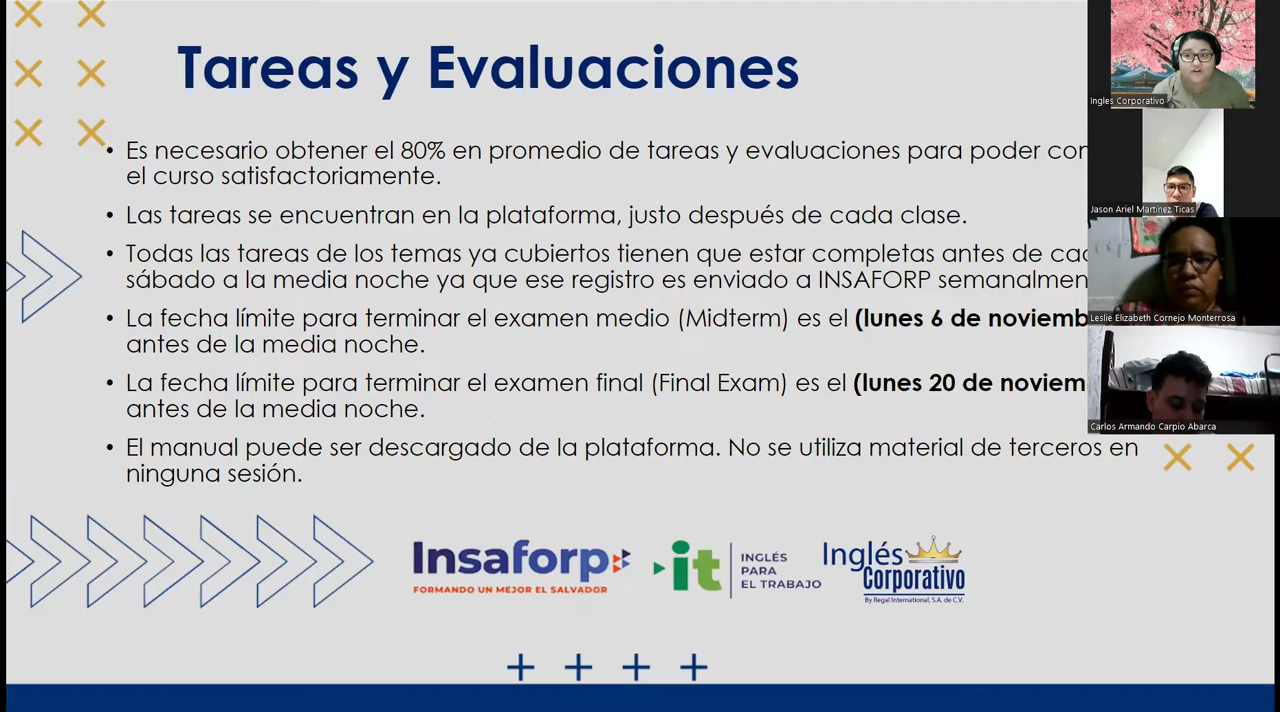 Tareas y Evaluaciones
• Es necesario obtener el 80% en promedio de tareas y evaluaciones para poder
el curso satisfactoriamente.
• Las tareas se encuentran en la plataforma, justo después de cada clase.
• Todas las tareas de los temas ya cubiertos tienen que estar completas antes de
sábado a la media noche ya que ese registro es enviado a INSAFORP
• La fecha límite para terminar el examen medio (Midterm) es el (lunes 6 de
antes de la media noche.
• La fecha límite para terminar el examen final (Final Exam) es el (lunes 20 de
antes de la media noche.
• El manual puede ser descargado de la plataforma. No se utiliza material de terceros en
ninguna sesión.
Insaforp
FORMANDO UN MEJOR EL SALVADOR
it
INGLÉS
PARA
EL TRABAJO
Inglés
Corporativo
By Regal International, S.A. de C.V.
Ingles Corporativo
Jason Ariel Martínez Ticas
Leslie Elizabeth Cornejo Monterrosa
Carlos Armando Carpio Abarca